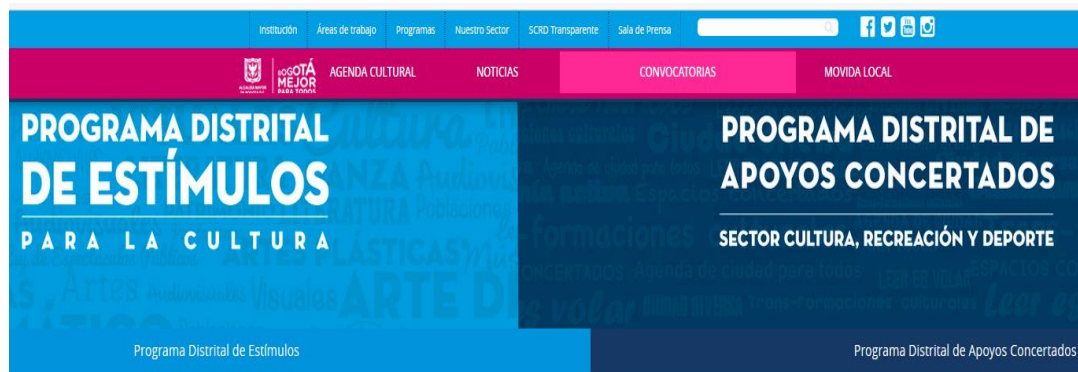 Institución Áreas de trabajo Programas Nuestro Sector SCRD Transparente Sala de Prensa
BOGOTÁ
MEJOR
PARA TODOS
AGENDA CULTURAL NOTICIAS CONVOCATORIAS MOVIDA LOCAL
PROGRAMA DISTRITAL
DE ESTÍMULOS
PARA LA CULTURA
PROGRAMA DISTRITAL DE
APOYOS CONCERTADOS
SECTOR CULTURA, RECREACIÓN Y DEPORTE
Programa Distrital de Estímulos
Programa Distrital de Apoyos Concertados